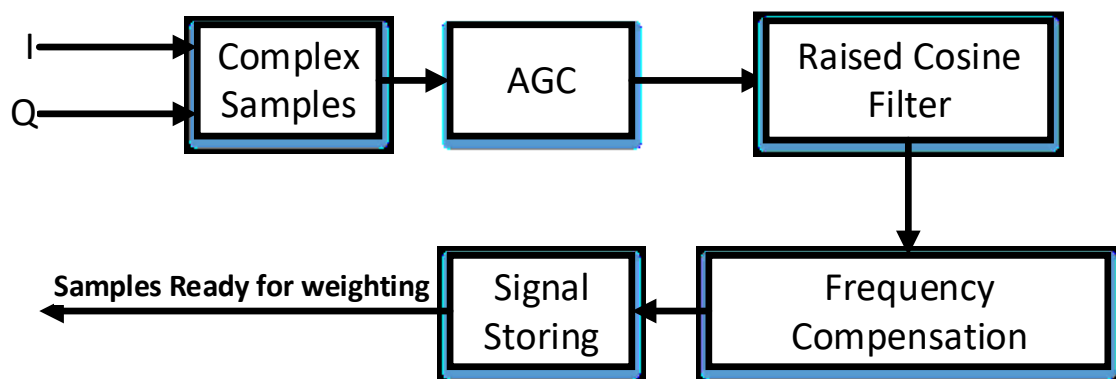 I
Q
Complex
Samples
AGC
Raised Cosine
Filter
Samples Ready for weighting
Signal
Storing
Frequency
Compensation